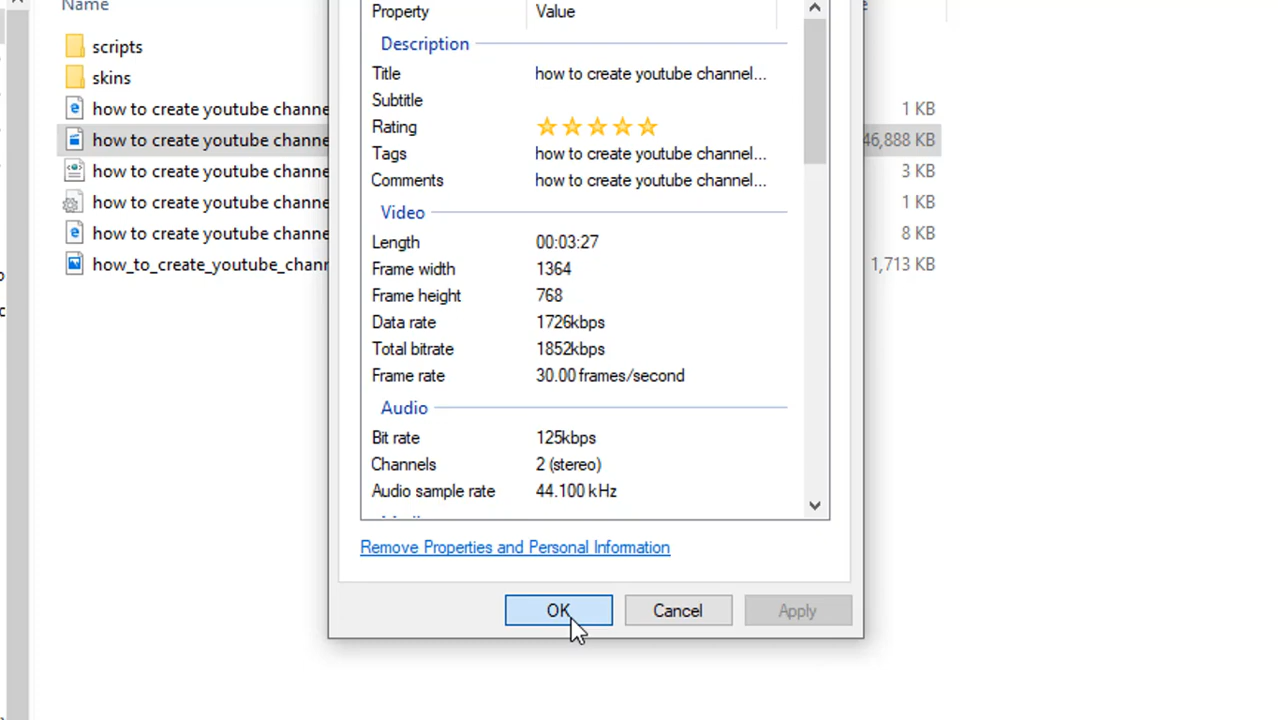 Name
scripts
skins
how to create youtube channe
1 KB
how to create youtube channe
46,888 KB
how to create youtube channe
3 KB
how to create youtube channe
1 KB
how to create youtube channe
8 KB
how_to_create_youtube_chanr
1,713 KB
Property Value
Description
Title how to create youtube channel...
Subtitle
Rating
Tags how to create youtube channel...
Comments how to create youtube channel...
Video
Length 00:03:27
Frame width 1364
Frame height 768
Data rate 1726kbps
Total bitrate 1852kbps
Frame rate 30.00 frames/second
Audio
Bit rate 125kbps
Channels 2 (stereo)
Audio sample rate 44.100 kHz
Remove Properties and Personal Information
OK Cancel Apply